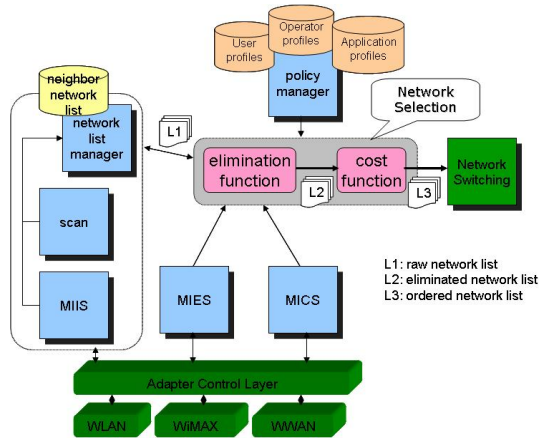 User
profiles
Operator
profiles
Application
profiles
policy
manager
neighbor
network
list
network
list
manager
L1
Network
Selection
elimination
function
L2
cost
function
L3
Network
Switching
scan
MIIS
MIES
MICS
L1: raw network list
L2: eliminated network list
L3: ordered network list
Adapter Control Layer
WLAN
WiMAX
WWAN